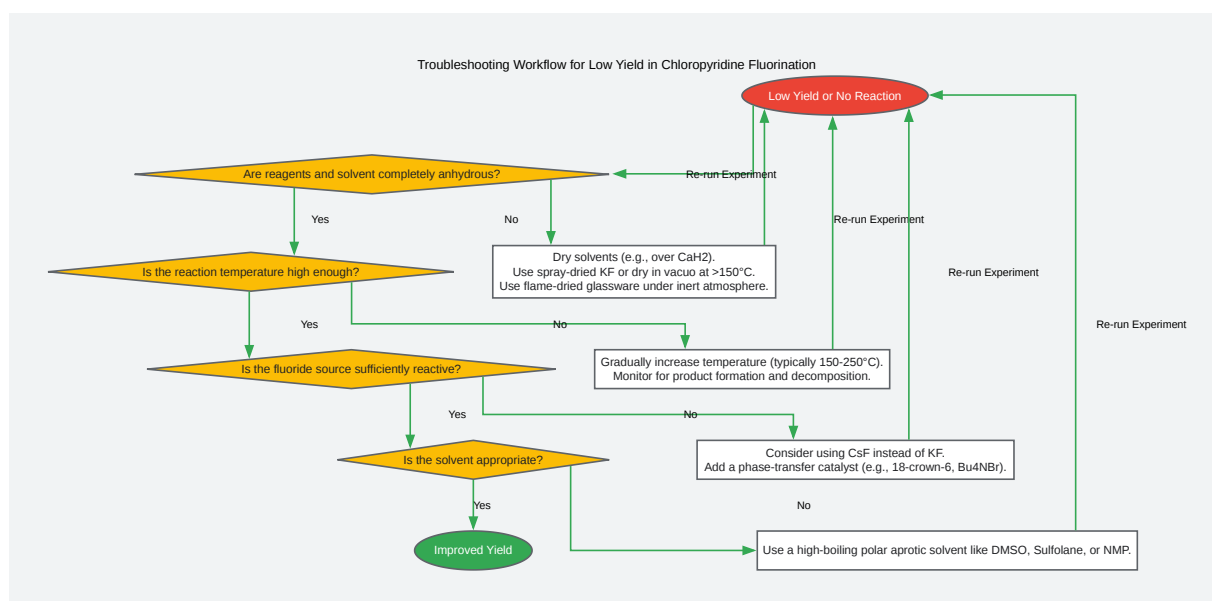 Troubleshooting Workflow for Low Yield in Chloropyridine Fluorination
Low Yield or No Reaction
Are reagents and solvent completely anhydrous?
Re-run Experiment
Yes
No
Re-run Experiment
Dry solvents (e.g., over CaH2).
Use spray-dried KF or dry in vacuo at >150°C.
Use flame-dried glassware under inert atmosphere.
Is the reaction temperature high enough?
Re-run Experiment
Yes
No
Re-run Experiment
Gradually increase temperature (typically 150-250°C).
Monitor for product formation and decomposition.
Is the fluoride source sufficiently reactive?
Yes
No
Consider using CsF instead of KF.
Add a phase-transfer catalyst (e.g., 18-crown-6, Bu4NBr).
Is the solvent appropriate?
Yes
No
Improved Yield
Use a high-boiling polar aprotic solvent like DMSO, Sulfolane, or NMP.